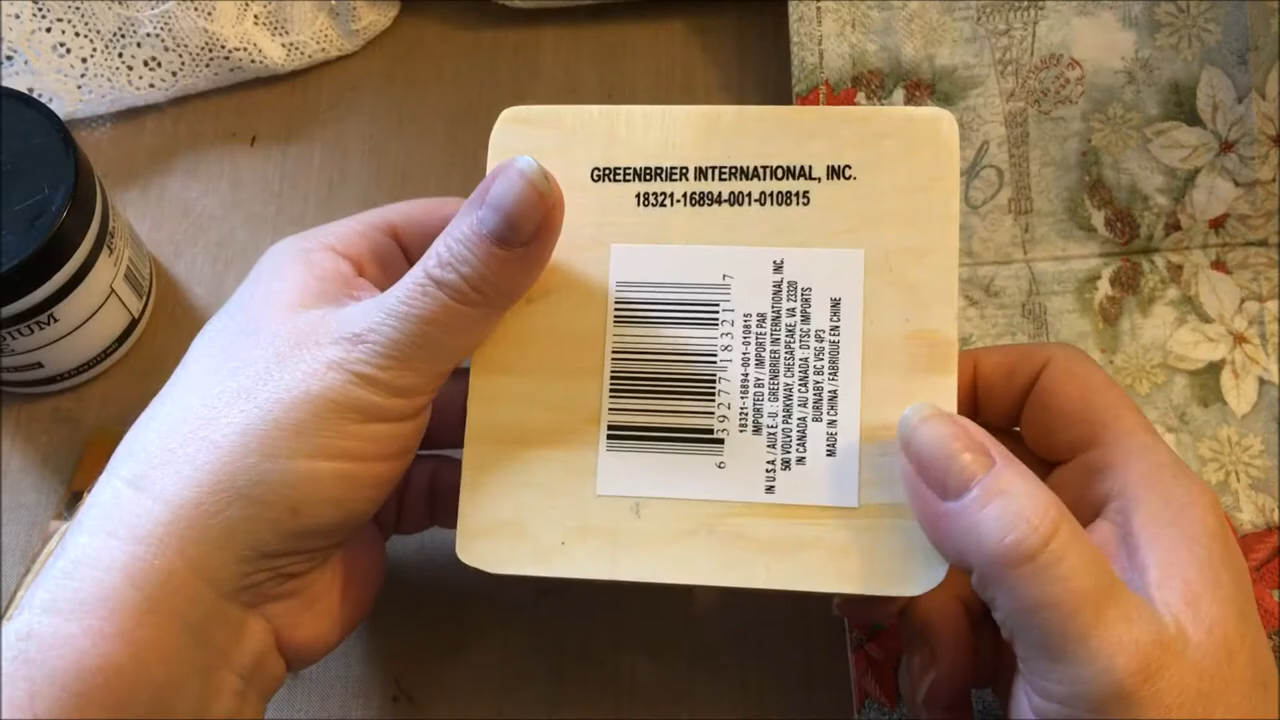 GREENBRIER INTERNATIONAL, INC.
18321-16894-001-010815
6 39277 18321 7
18321-16894-001-010815
IMPORTED BY / IMPORTÉ PAR
IN U.S.A. / AUX E.-U.: GREENBRIER INTERNATIONAL INC.
500 VOLVO PARKWAY, CHESAPEAKE, VA 23320
IN CANADA / AU CANADA: DTSC IMPORTS
BURNABY, BC V5G 4P3
MADE IN CHINA / FABRIQUE EN CHINE